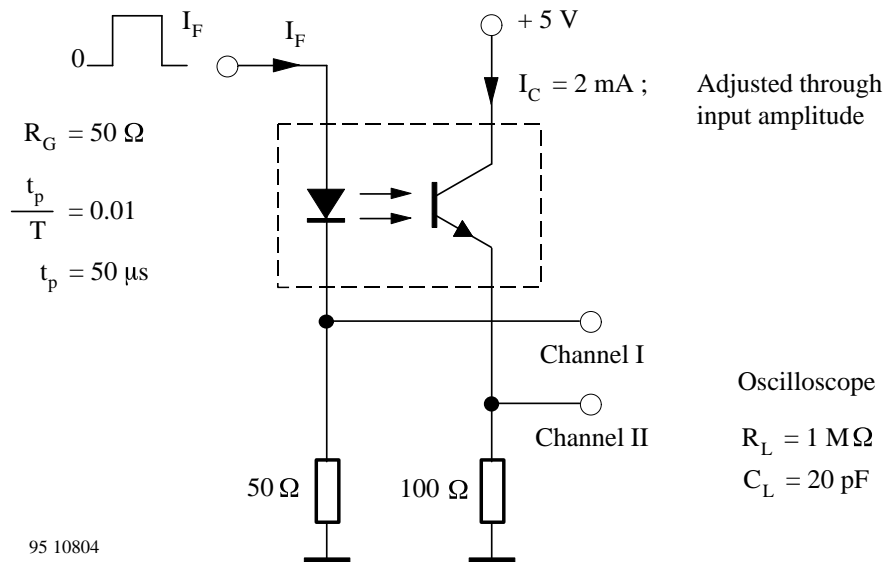 I_F
I_F
0
+ 5 V
I_C = 2 mA ;
Adjusted through
input amplitude
R_G = 50 Ω
t_p
T
= 0.01
t_p = 50 μs
Channel I
Channel II
Oscilloscope
R_L = 1 MΩ
C_L = 20 pF
50 Ω
100 Ω
95 10804